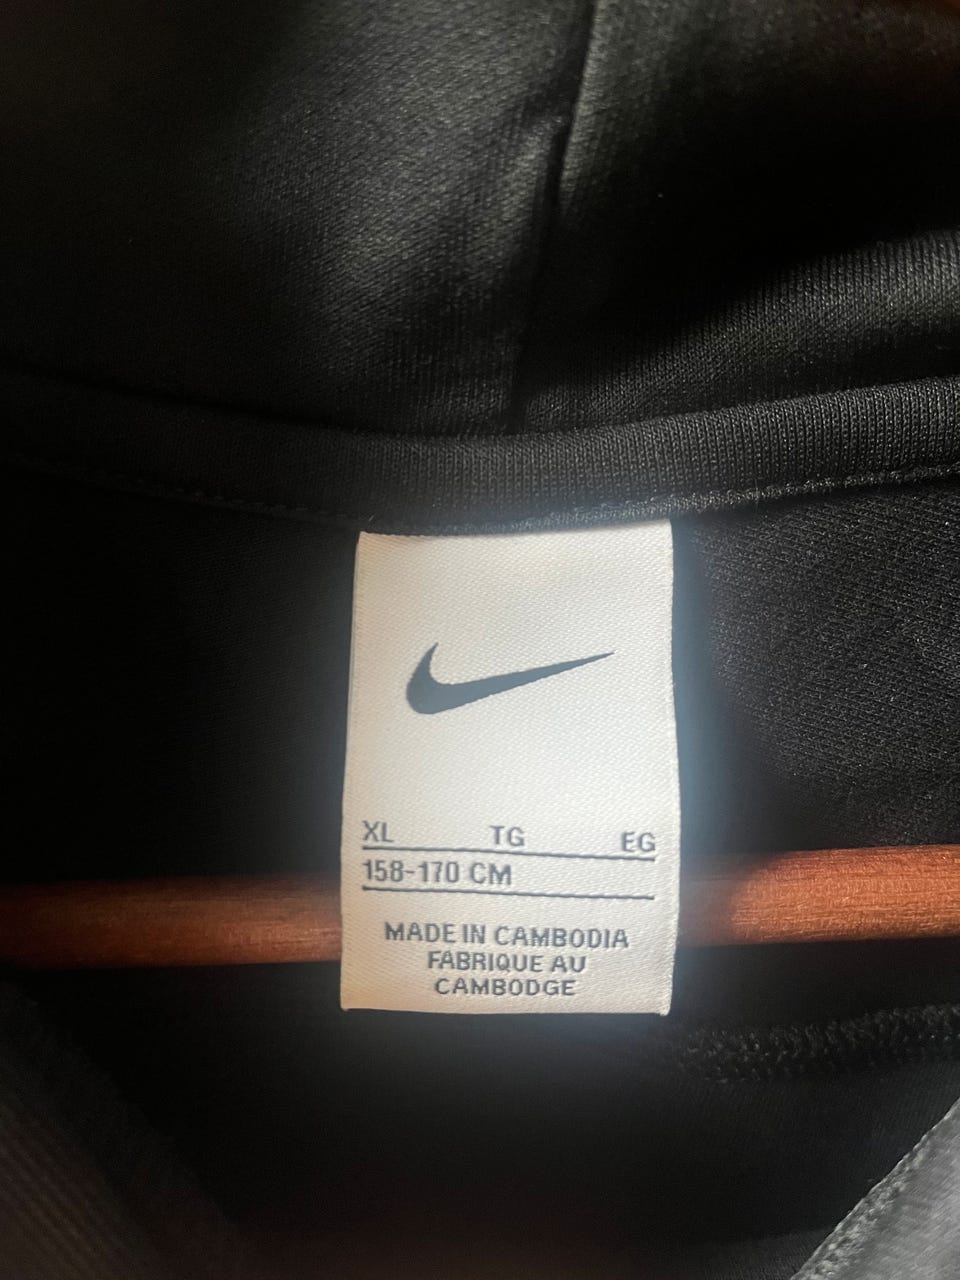 XL TG EG
158-170 CM
MADE IN CAMBODIA
FABRIQUE AU
CAMBODGE